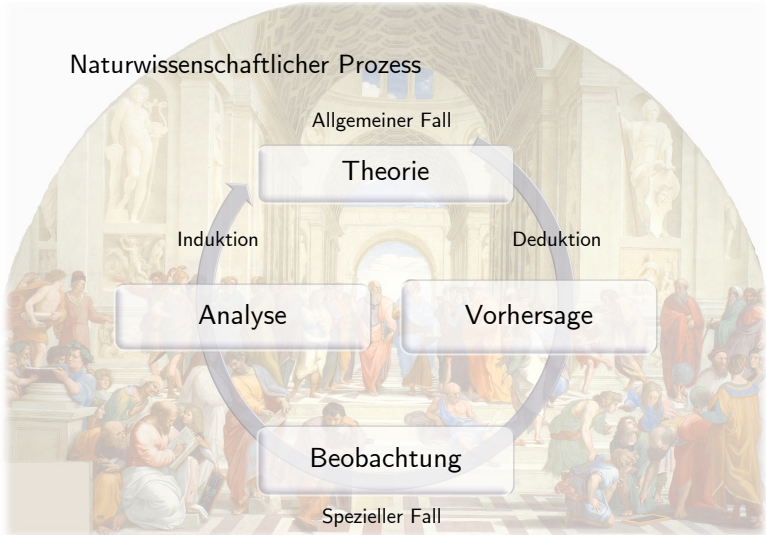 Naturwissenschaftlicher Prozess
Allgemeiner Fall
Theorie
Induktion
Deduktion
Analyse
Vorhersage
Beobachtung
Spezieller Fall